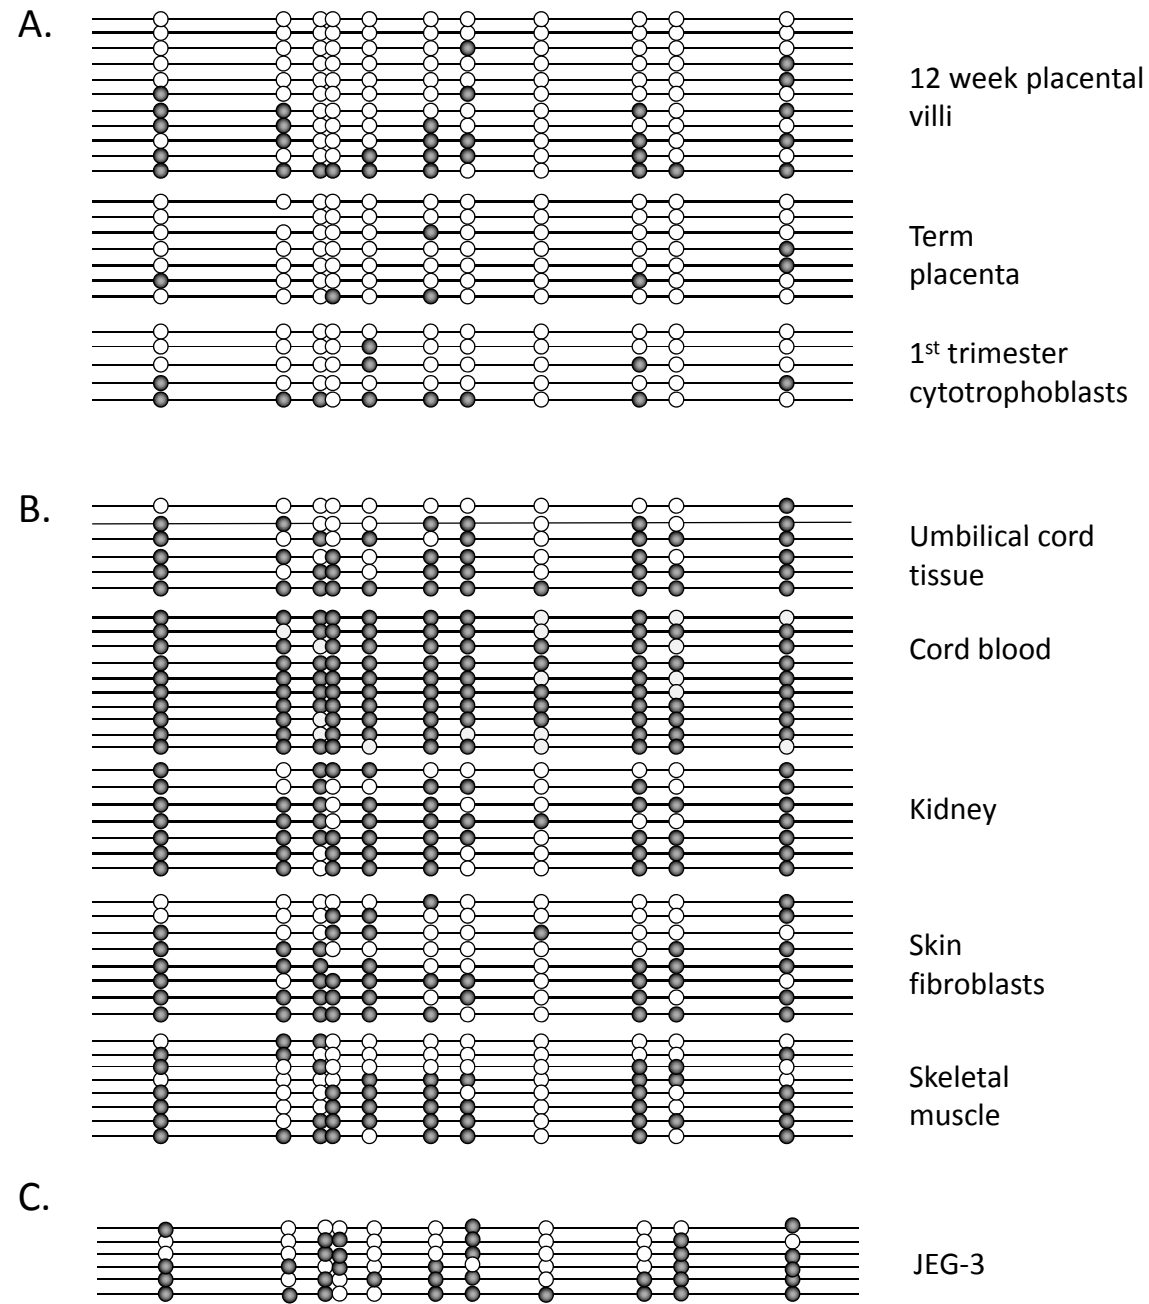 A.
12 week placental
villi
Term
placenta
1st trimester
cytotrophoblasts
B.
Umbilical cord
tissue
Cord blood
Kidney
Skin
fibroblasts
Skeletal
muscle
C.
JEG-3